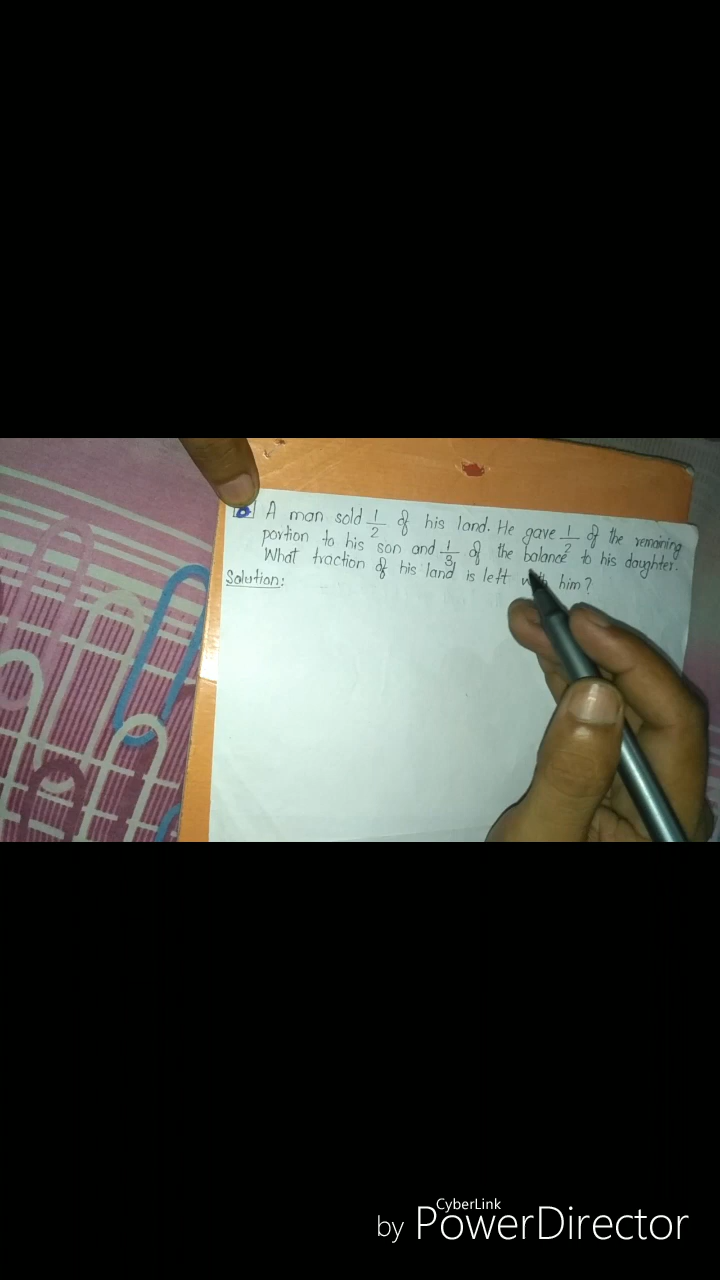 A man sold 1/2 of his land. He gave 1/2 of the remaining
portion to his son and 1/3 of the balance to his daughter.
What fraction of his land is left with him?
Solution:
CyberLink
by PowerDirector